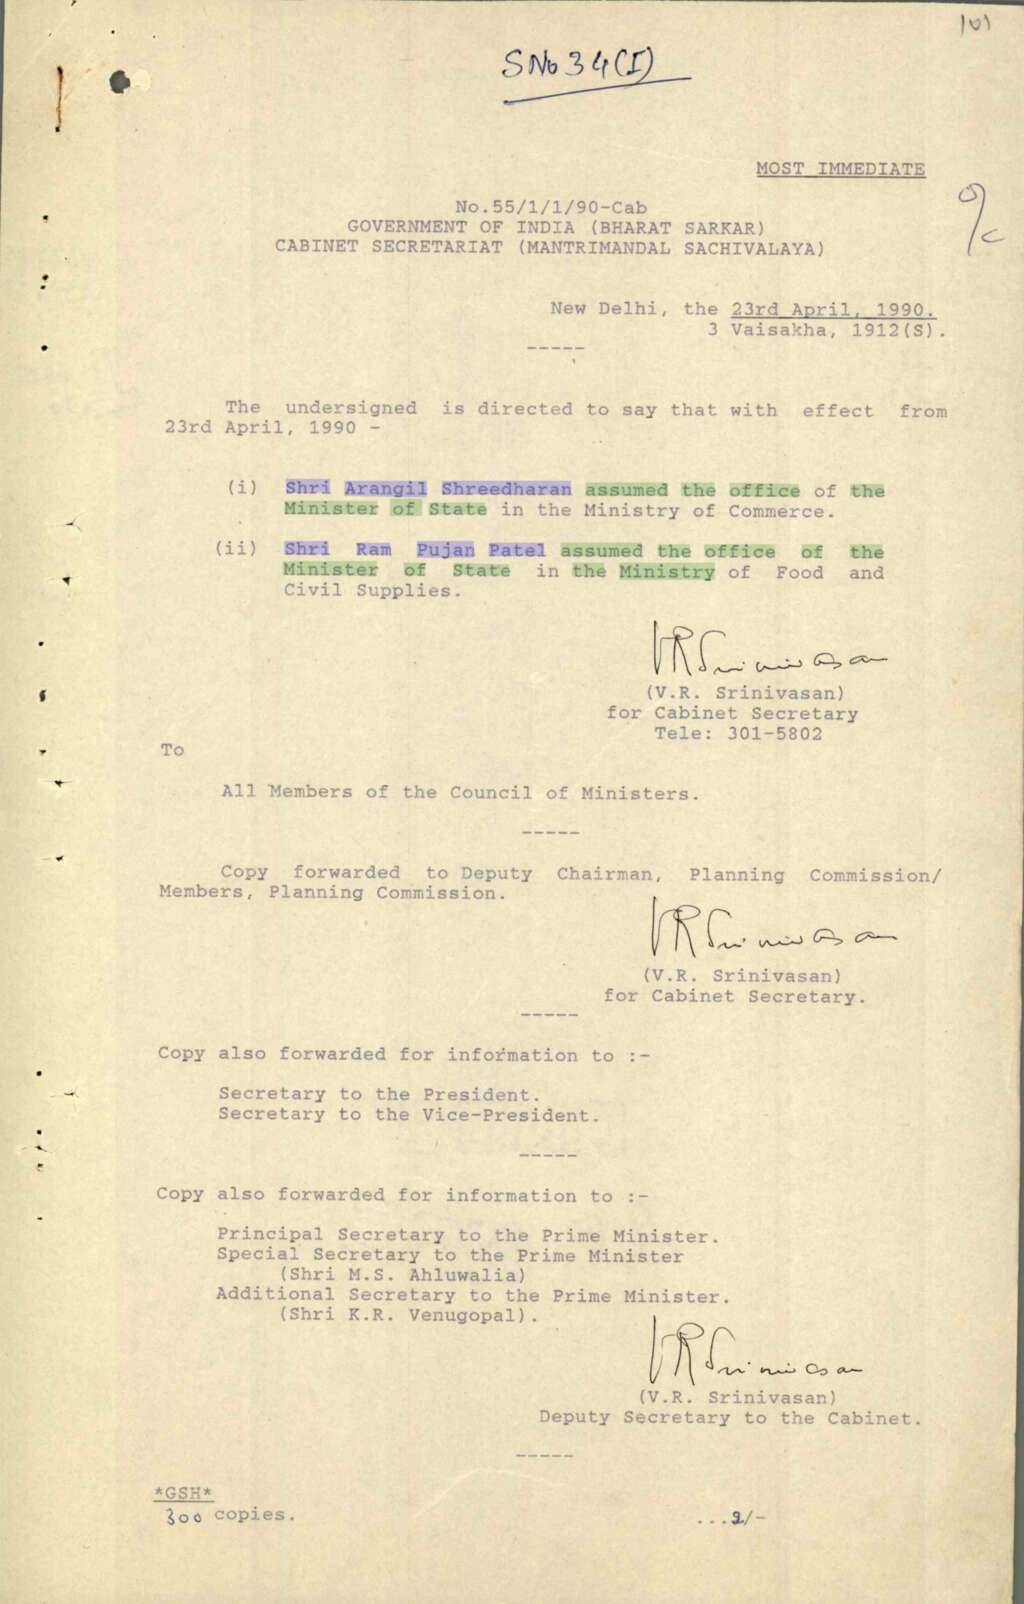 101
SNo 34(I)
MOST IMMEDIATE
No.55/1/1/90-Cab
GOVERNMENT OF INDIA (BHARAT SARKAR)
CABINET SECRETARIAT (MANTRIMANDAL SACHIVALAYA)
o/c
New Delhi, the 23rd April, 1990.
3 Vaisakha, 1912(S).
-----
The undersigned is directed to say that with effect from
23rd April, 1990 -
(i) Shri Arangil Shreedharan assumed the office of the
Minister of State in the Ministry of Commerce.
(ii) Shri Ram Pujan Patel assumed the office of the
Minister of State in the Ministry of Food and
Civil Supplies.
VRSrinivasan
(V.R. Srinivasan)
for Cabinet Secretary
Tele: 301-5802
To
All Members of the Council of Ministers.
-----
Copy forwarded to Deputy Chairman, Planning Commission/
Members, Planning Commission.
VRSrinivasan
(V.R. Srinivasan)
for Cabinet Secretary.
-----
Copy also forwarded for information to :-
Secretary to the President.
Secretary to the Vice-President.
-----
Copy also forwarded for information to :-
Principal Secretary to the Prime Minister.
Special Secretary to the Prime Minister
(Shri M.S. Ahluwalia)
Additional Secretary to the Prime Minister.
(Shri K.R. Venugopal).
VRSrinivasan
(V.R. Srinivasan)
Deputy Secretary to the Cabinet.
-----
*GSH*
300 copies.
...2/-